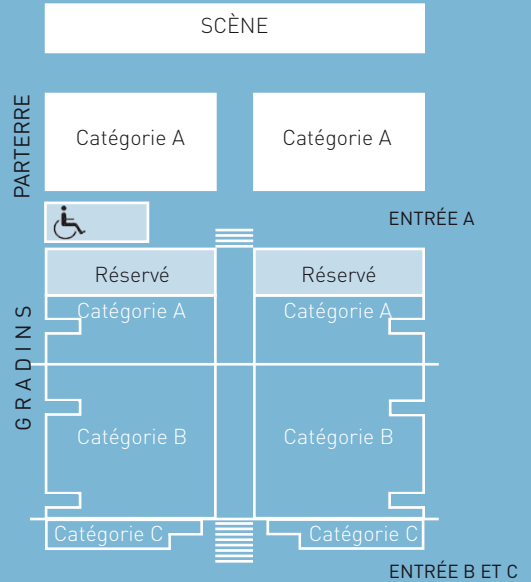 SCÈNE
PARTERRE
Catégorie A
Catégorie A
ENTRÉE A
GRADINS
Réservé
Réservé
Catégorie A
Catégorie A
Catégorie B
Catégorie B
Catégorie C
Catégorie C
ENTRÉE B ET C